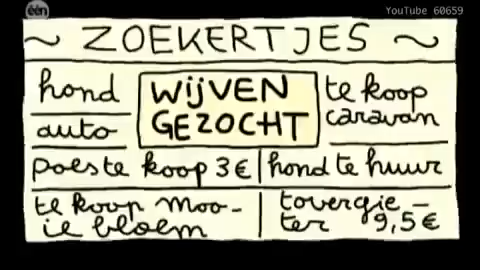 één
YouTube 60659
~ ZOEKERTJES ~
hond
auto
WIJVEN
GEZOCHT
te koop
caravan
poes te koop 3 €
hond te huur
te koop moo-
ie bloem
tovergie-
ter 9,5 €